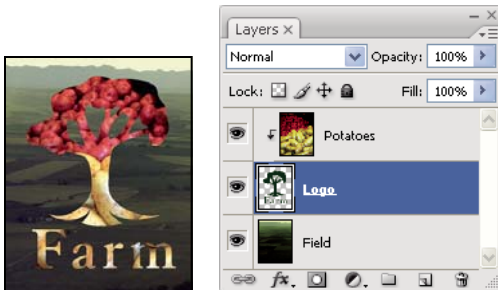 Farm
Layers ×
Normal Opacity: 100%
Lock: Fill: 100%
Potatoes
Logo
Field
fx.